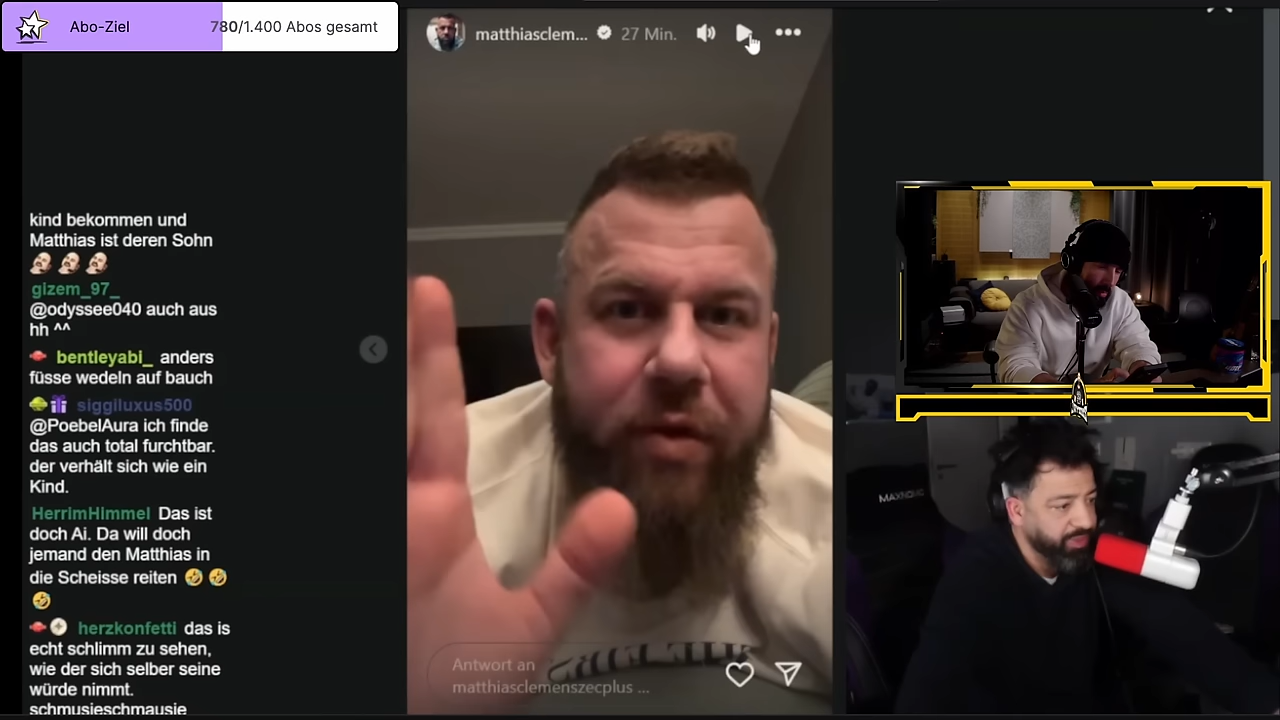 Abo-Ziel
780/1.400 Abos gesamt
matthiasclem...
27 Min.
kind bekommen und
Matthias ist deren Sohn
gizem_97_
@odyssee040 auch aus
hh ^^
bentleyabi_ anders
füsse wedeln auf bauch
siggiluxus500
@PoebelAura ich finde
das auch total furchtbar.
der verhält sich wie ein
Kind.
HerrimHimmel Das ist
doch Ai. Da will doch
jemand den Matthias in
die Scheisse reiten 🤣 🤣
🤣
herzkonfetti das is
echt schlimm zu sehen,
wie der sich selber seine
würde nimmt.
schmusieschmausie
Antwort an
matthiasclemenszecplus ...
MAXNOMIC